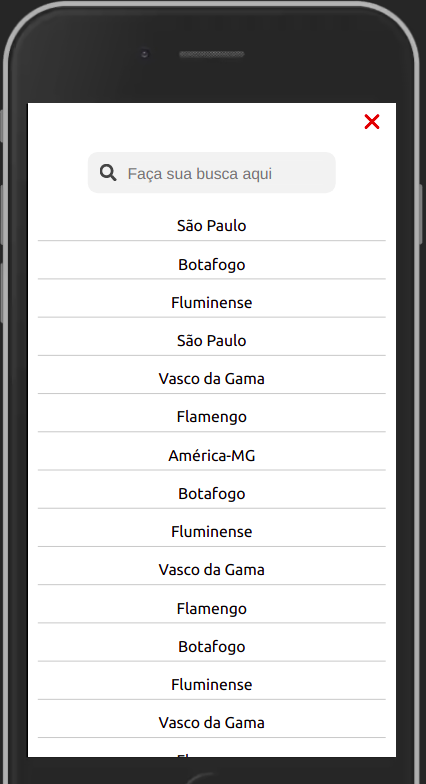 Faça sua busca aqui
São Paulo
Botafogo
Fluminense
São Paulo
Vasco da Gama
Flamengo
América-MG
Botafogo
Fluminense
Vasco da Gama
Flamengo
Botafogo
Fluminense
Vasco da Gama